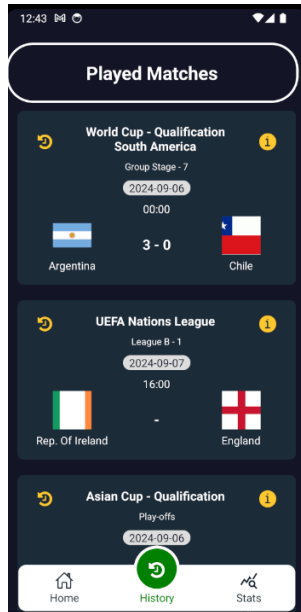 12:43
Played Matches
World Cup - Qualification
South America
Group Stage - 7
2024-09-06
00:00
3 - 0
Argentina
Chile
UEFA Nations League
League B - 1
2024-09-07
16:00
-
Rep. Of Ireland
England
Asian Cup - Qualification
Play-offs
2024-09-06
Home
History
Stats